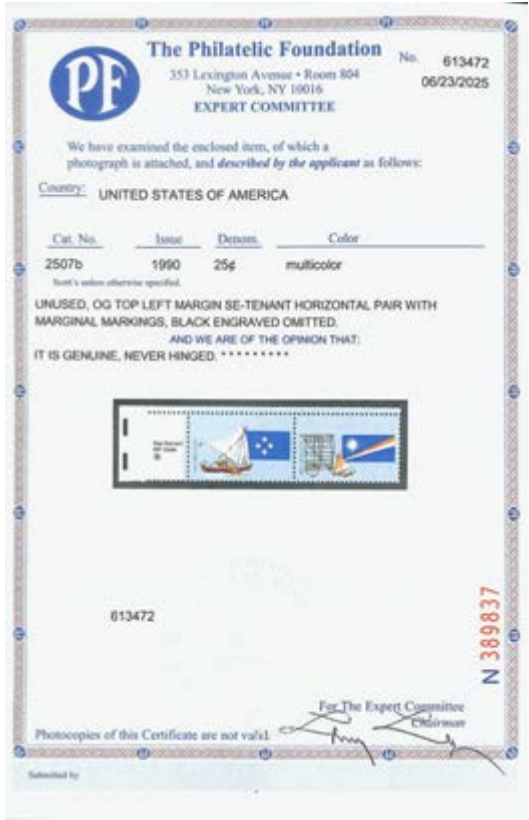 PF
The Philatelic Foundation
353 Lexington Avenue • Room 804
New York, NY 10016
EXPERT COMMITTEE
No. 613472
06/23/2025
We have examined the enclosed item, of which a
photograph is attached, and described by the applicant as follows:
Country: UNITED STATES OF AMERICA
Cat. No. Issue Denom. Color
2507b 1990 25¢ multicolor
Scott's unless otherwise specified.
UNUSED, OG TOP LEFT MARGIN SE-TENANT HORIZONTAL PAIR WITH
MARGINAL MARKINGS, BLACK ENGRAVED OMITTED.
AND WE ARE OF THE OPINION THAT:
IT IS GENUINE, NEVER HINGED. * * * * * * * * *
Use Correct
ZIP Code
613472
N 389837
For The Expert Committee
Chairman
Photocopies of this Certificate are not valid.
Submitted by